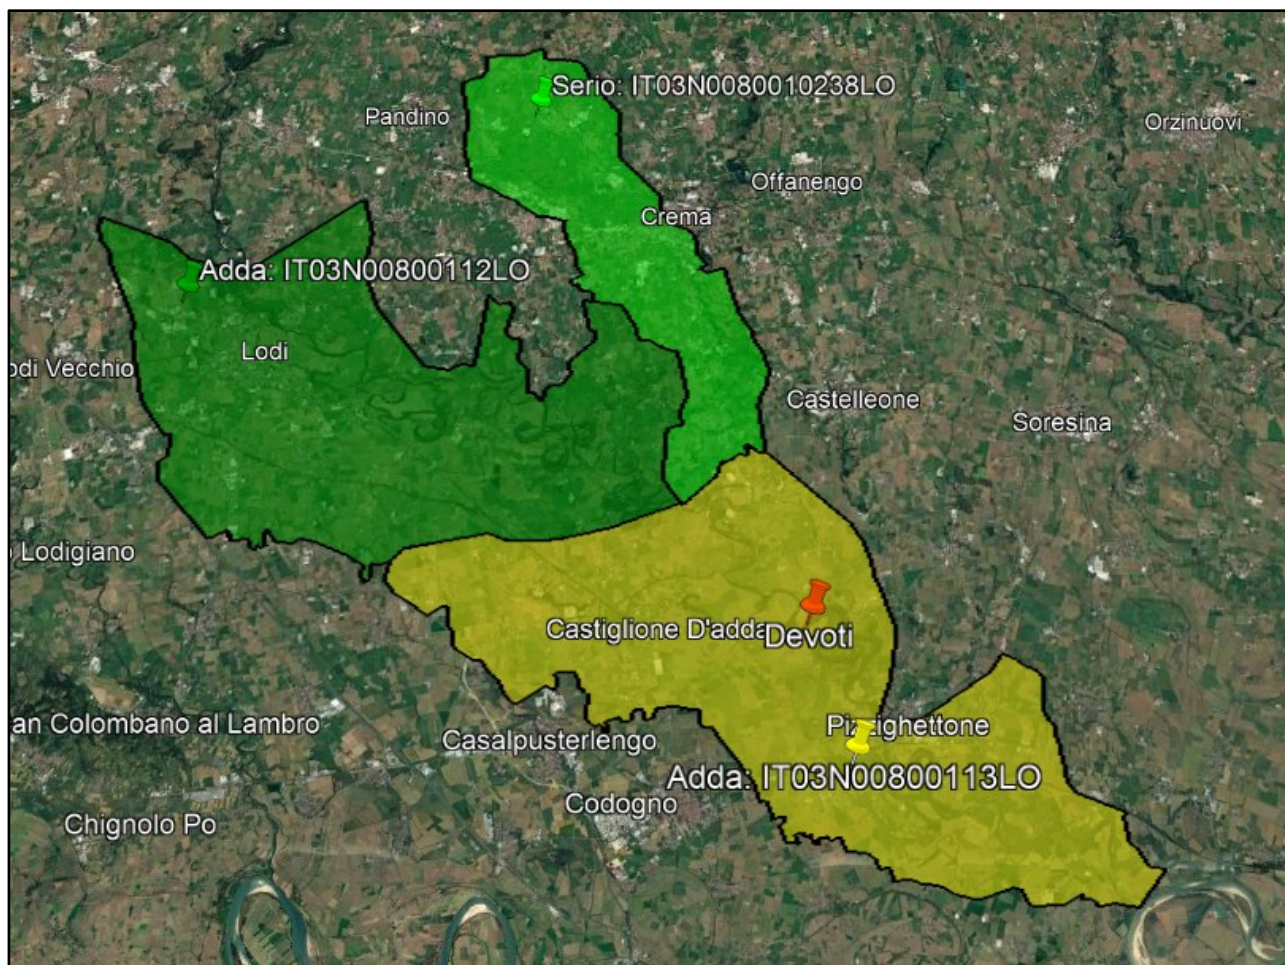 Serio: IT03N0080010238LO
Pandino
Orzinuovi
Offanengo
Crema
Adda: IT03N00800112LO
Lodi
odi Vecchio
Castelleone
Soresina
Lodigiano
Castiglione D'adda
Devoti
an Colombano al Lambro
Pizzighettone
Casalpusterlengo
Adda: IT03N00800113LO
Codogno
Chignolo Po